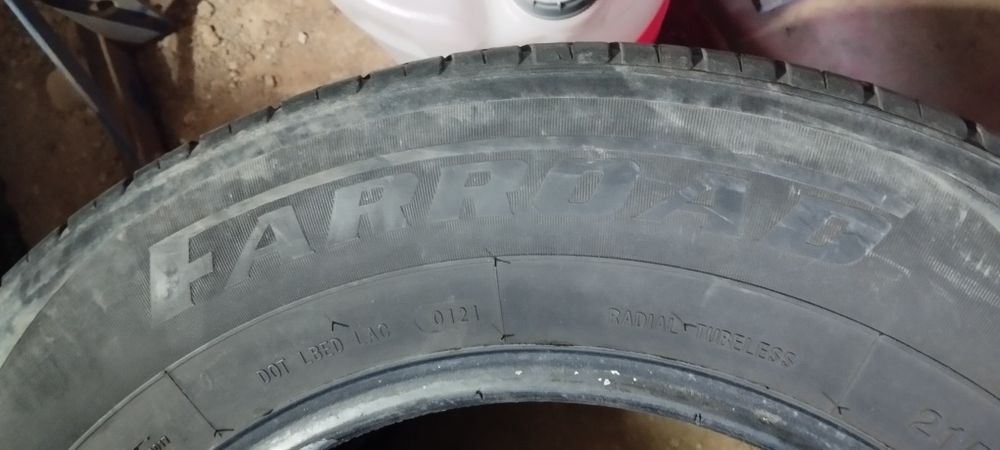 FARROAD
DOT LBED LAC 0121
RADIAL TUBELESS